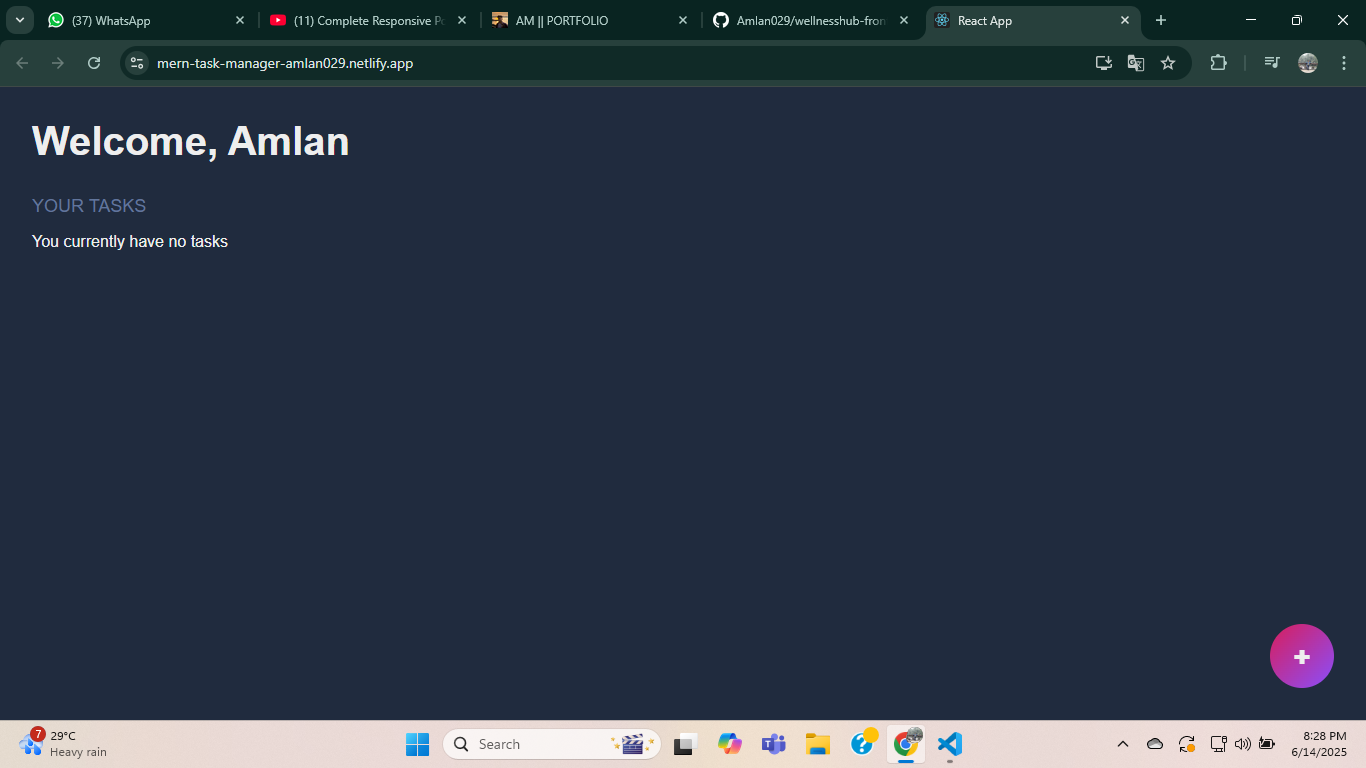 (37) WhatsApp
(11) Complete Responsive Po
AM || PORTFOLIO
Amlan029/wellnesshub-fron
React App
mern-task-manager-amlan029.netlify.app
Welcome, Amlan
YOUR TASKS
You currently have no tasks
+
7
29°C
Heavy rain
Search
8:28 PM
6/14/2025